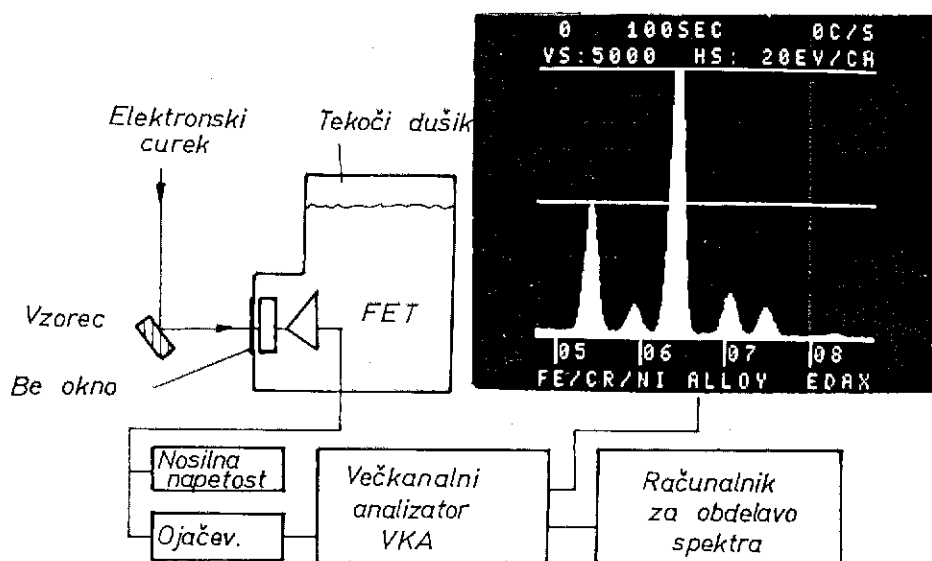 0 100SEC 0C/S
VS:5000 HS: 20EV/CA
Elektronski
curek
Tekoči dušik
Vzorec
FET
Be okno
05 06 07 08
FE/CR/NI ALLOY EDAX
Nosilna
napetost
Ojačev.
Večkanalni
analizator
VKA
Računalnik
za obdelavo
spektra